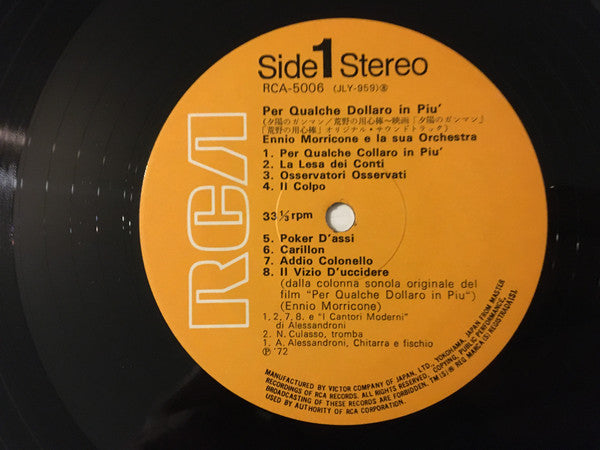 Side 1 Stereo
RCA-5006 (JLY-959)Ⓡ
Per Qualche Dollaro in Piu'
(夕陽のガンマン/荒野の用心棒~映画「夕陽のガンマン」
「荒野の用心棒」オリジナル・サウンドトラック)
Ennio Morricone e la sua Orchestra
1. Per Qualche Collaro in Piu'
2. La Lesa dei Conti
3. Osservatori Osservati
4. Il Colpo
33⅓ rpm
5. Poker D'assi
6. Carillon
7. Addio Colonello
8. Il Vizio D'uccidere
(dalla colonna sonola originale del
film "Per Qualche Dollaro in Piu")
(Ennio Morricone)
1, 2, 7, 8. e "I Cantori Moderni"
di Alessandroni
2. N. Culasso, tromba
1. A. Alessandroni, Chitarra e fischio
℗'72
RCA
MANUFACTURED BY VICTOR COMPANY OF JAPAN, LTD., YOKOHAMA, JAPAN FROM MASTER
RECORDINGS OF RCA RECORDS. ALL RIGHTS RESERVED. COPYING, PUBLIC PERFORMANCE,
BROADCASTING OF THESE RECORDS ARE FORBIDDEN. TM(S)® REG MARCA(S) REGISTRADA(S).
USED BY AUTHORITY OF RCA CORPORATION.